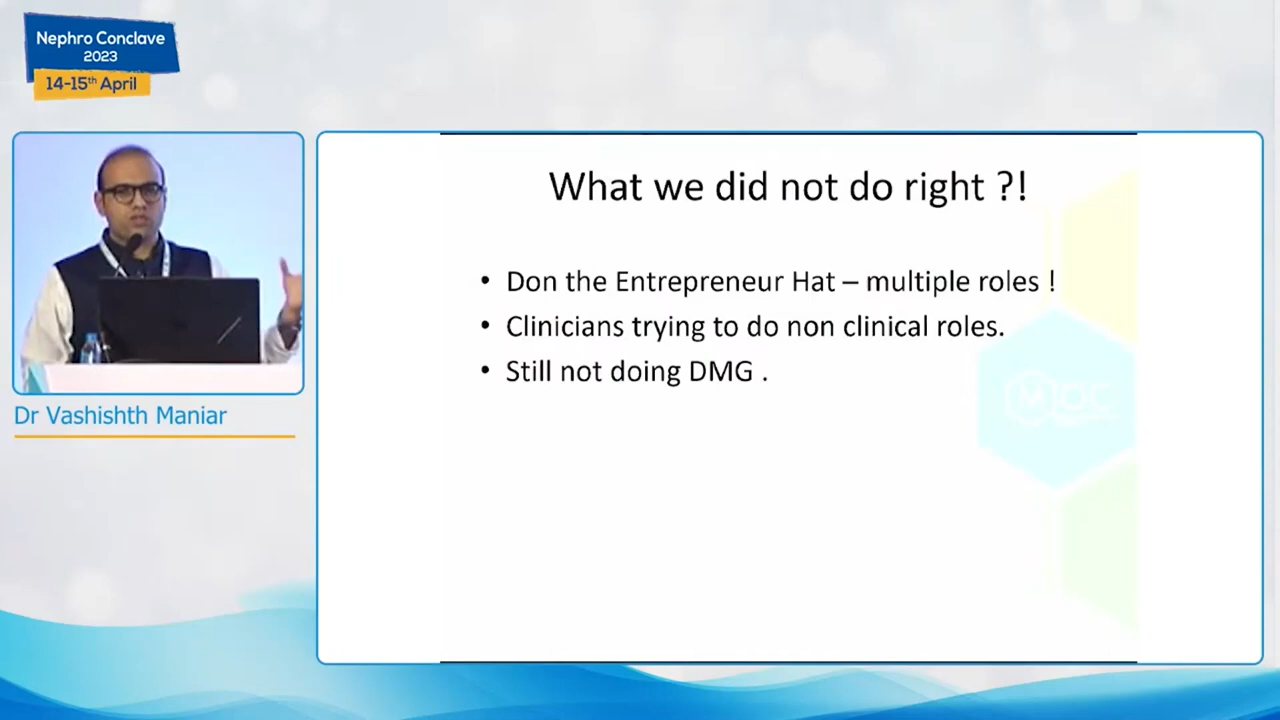 Nephro Conclave
2023
14-15th April
Dr Vashishth Maniar
What we did not do right ?!
• Don the Entrepreneur Hat – multiple roles !
• Clinicians trying to do non clinical roles.
• Still not doing DMG .
MOC